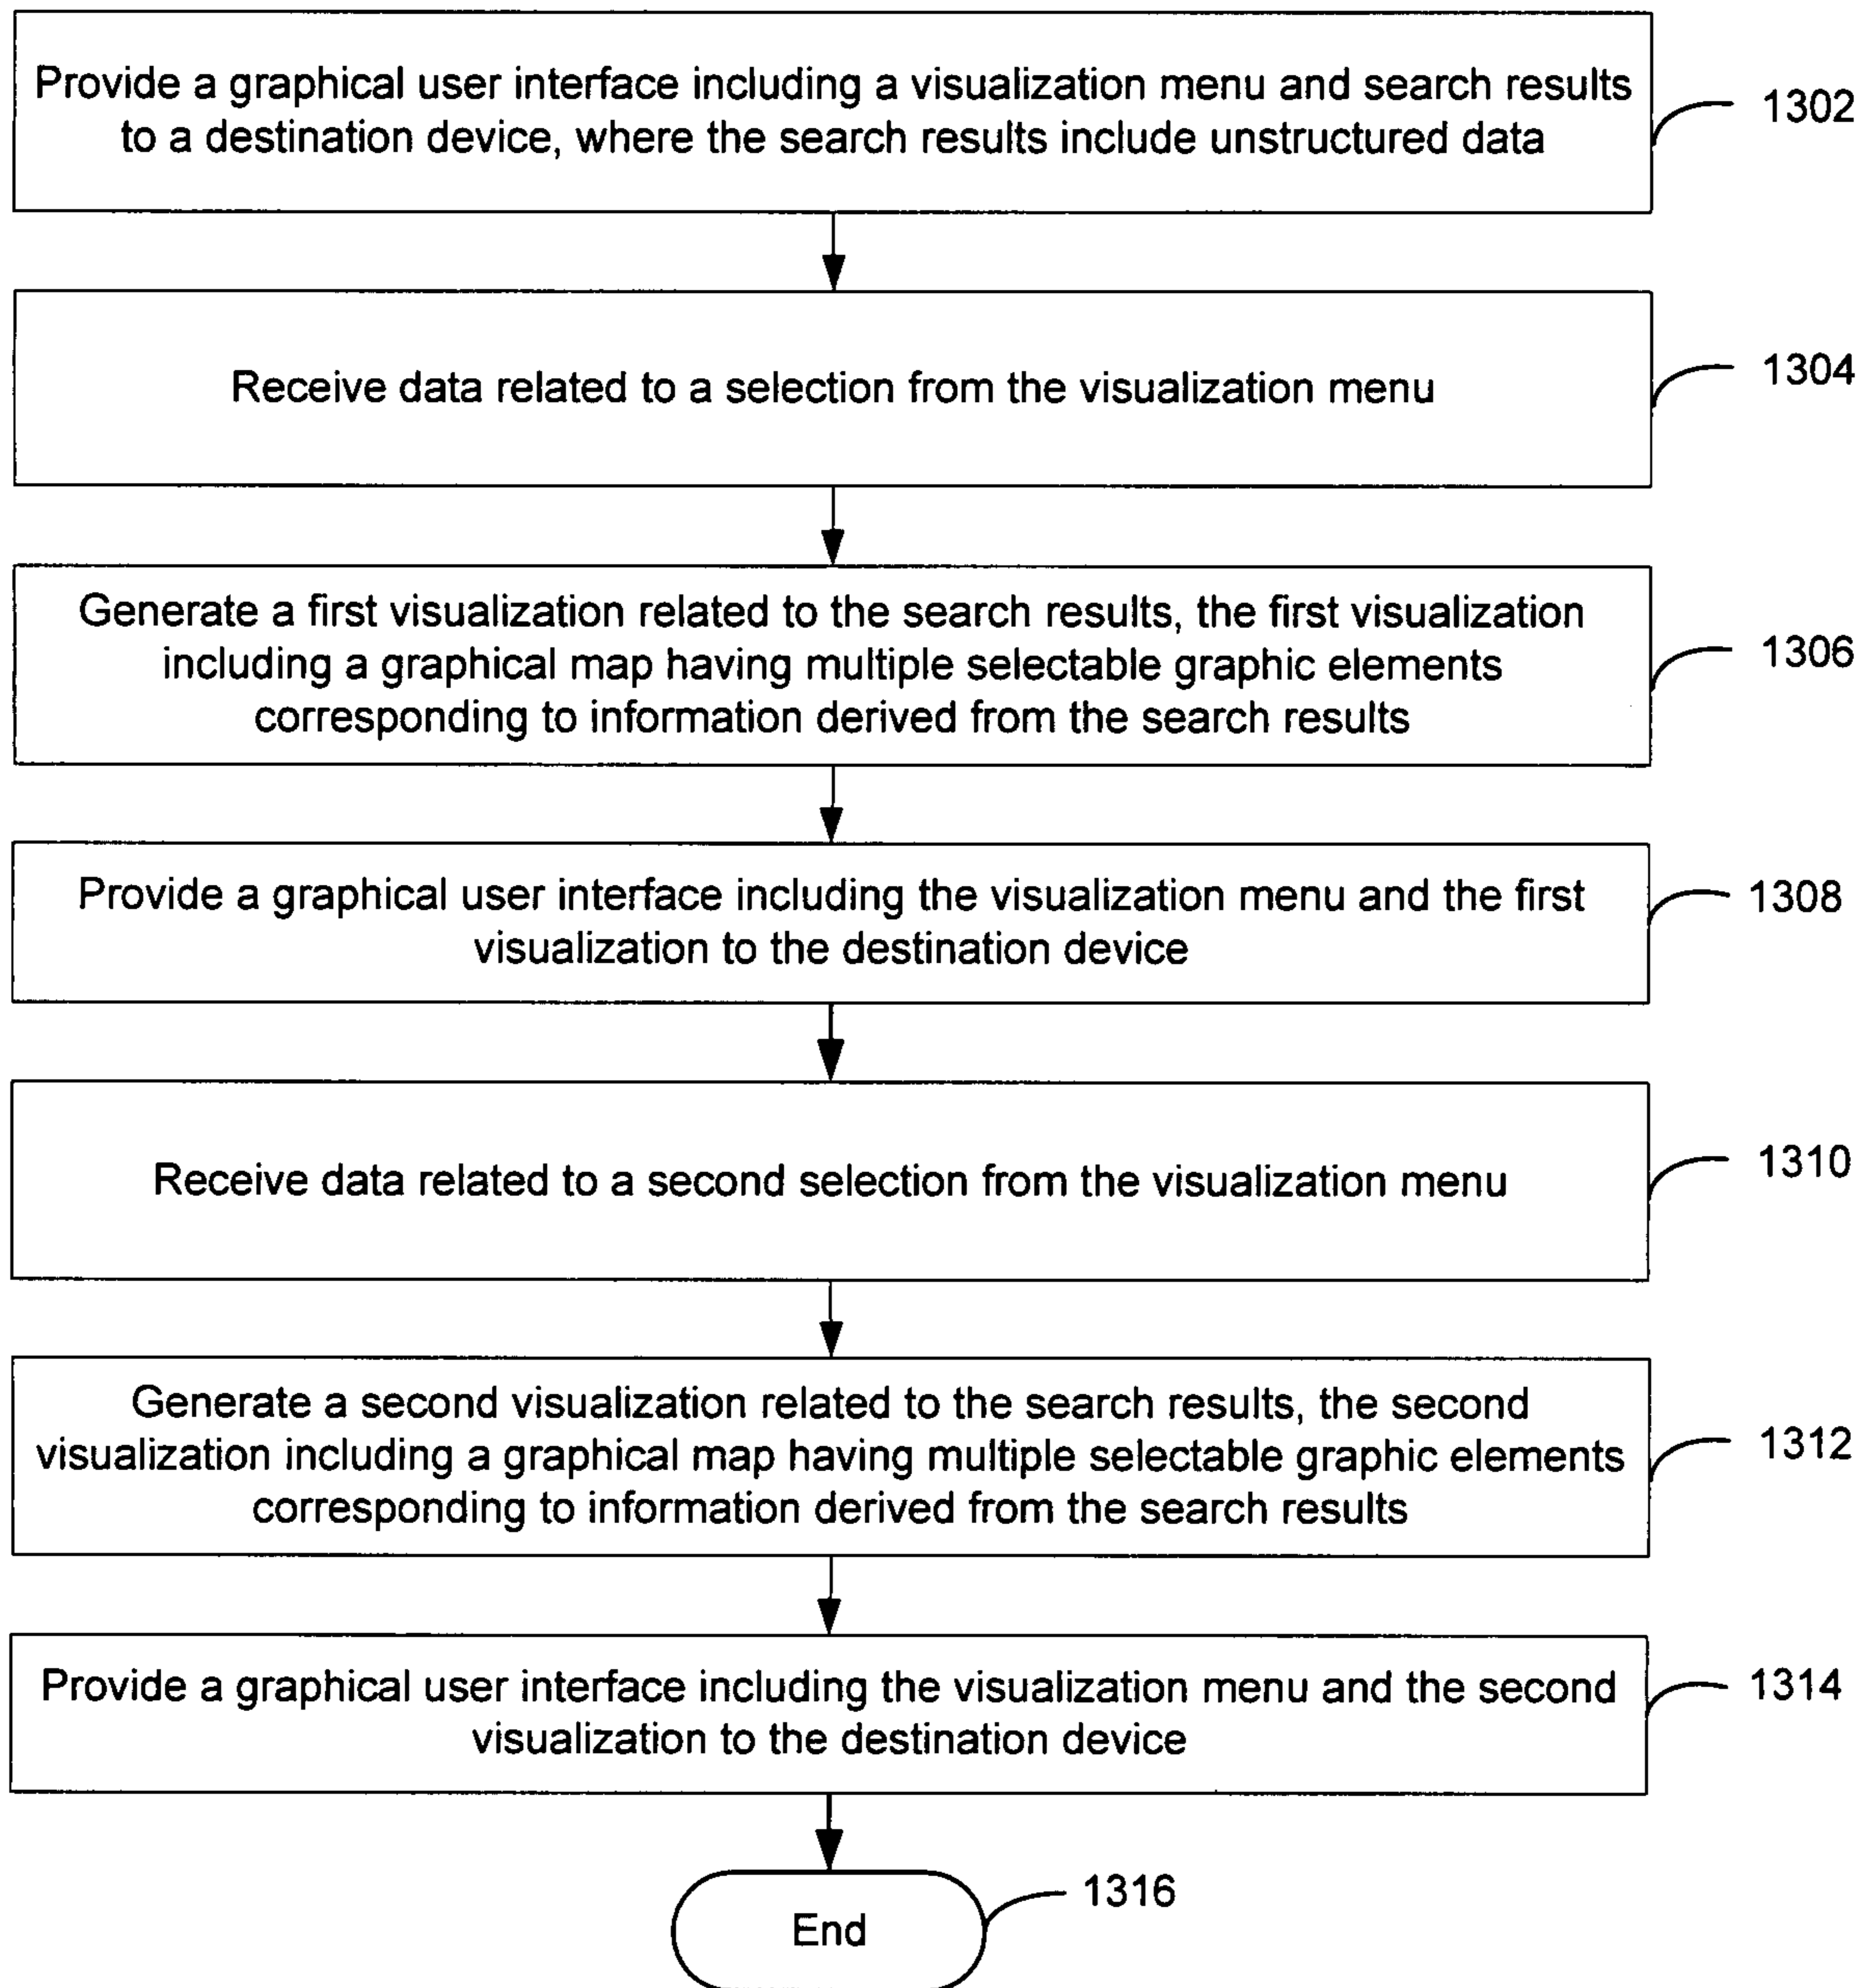 Provide a graphical user interface including a visualization menu and search results
to a destination device, where the search results include unstructured data
1302
Receive data related to a selection from the visualization menu
1304
Generate a first visualization related to the search results, the first visualization
including a graphical map having multiple selectable graphic elements
corresponding to information derived from the search results
1306
Provide a graphical user interface including the visualization menu and the first
visualization to the destination device
1308
Receive data related to a second selection from the visualization menu
1310
Generate a second visualization related to the search results, the second
visualization including a graphical map having multiple selectable graphic elements
corresponding to information derived from the search results
1312
Provide a graphical user interface including the visualization menu and the second
visualization to the destination device
1314
End
1316